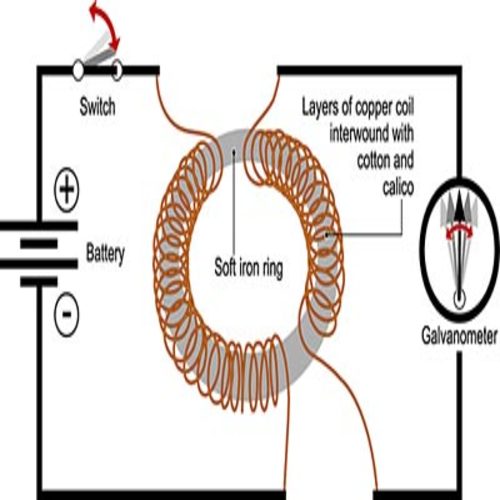 Switch
Layers of copper coil
interwound with
cotton and
calico
+
Battery
Soft iron ring
-
Galvanometer